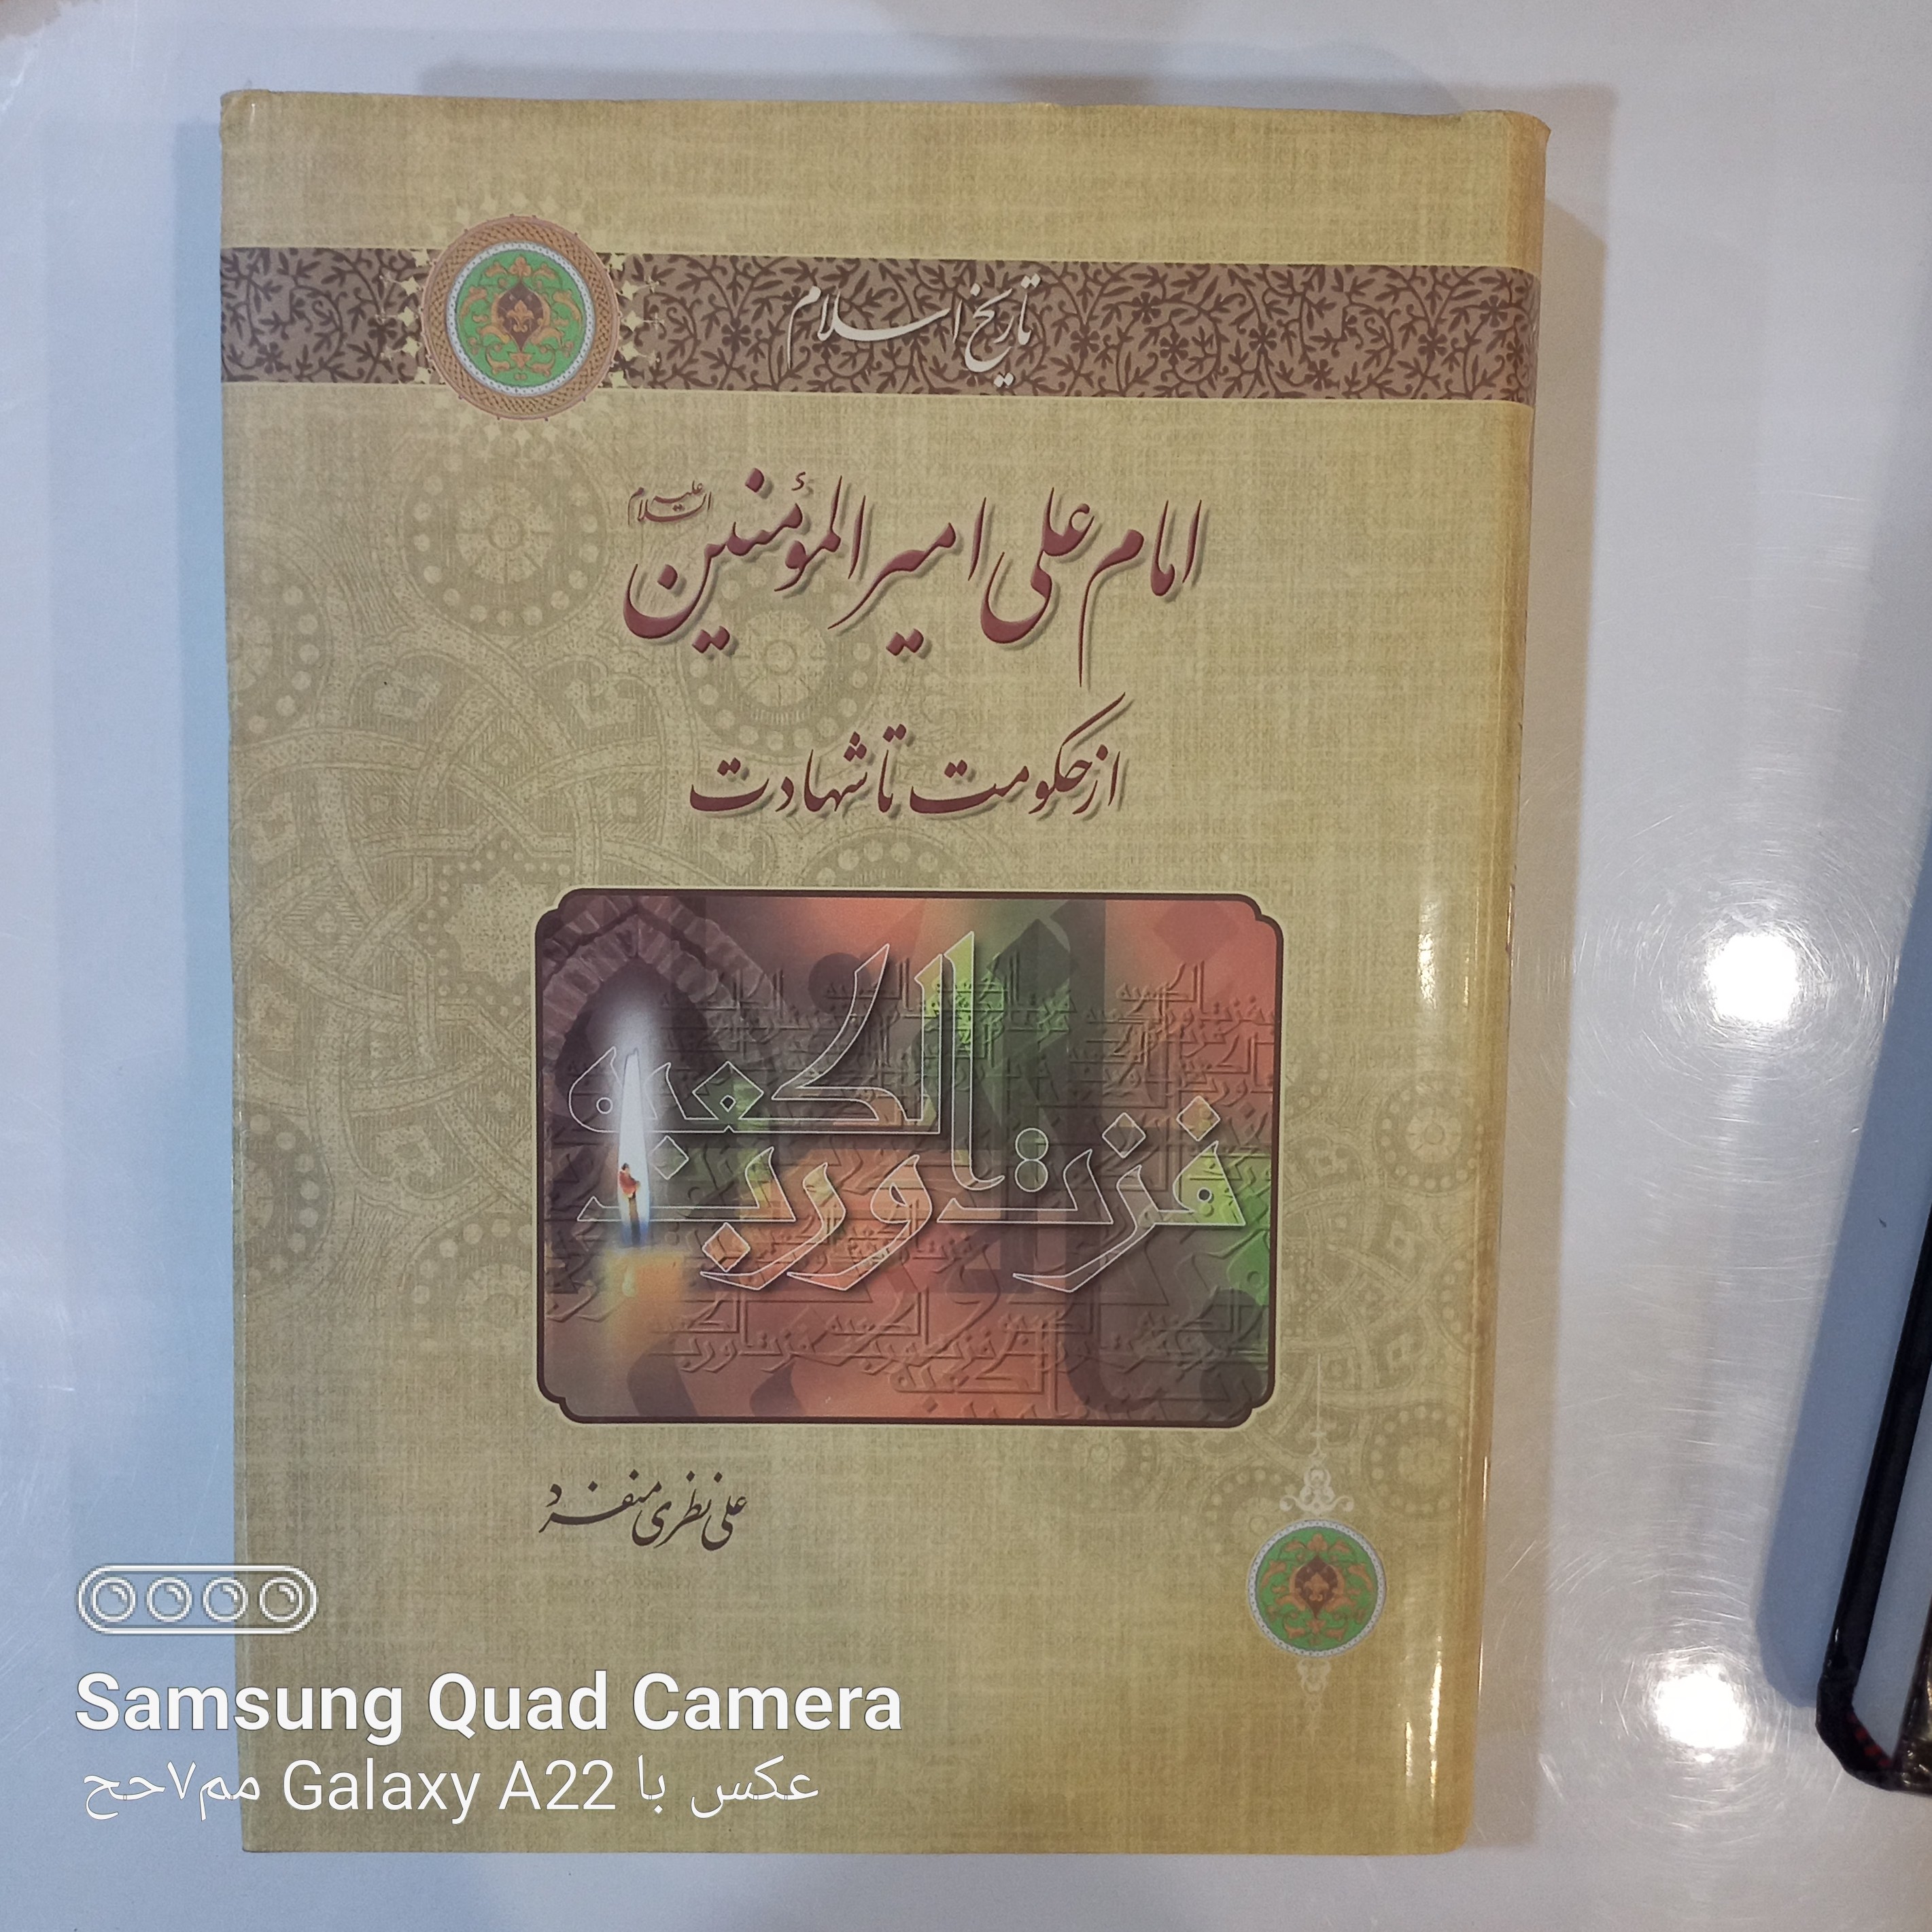 تاریخ اسلام
امام علی امیرالمؤمنین علیه السلام
از حکومت تا شهادت
فزت و رب الکعبه
علی نظری منفرد
Samsung Quad Camera
عکس با Galaxy A22 مم۷حح